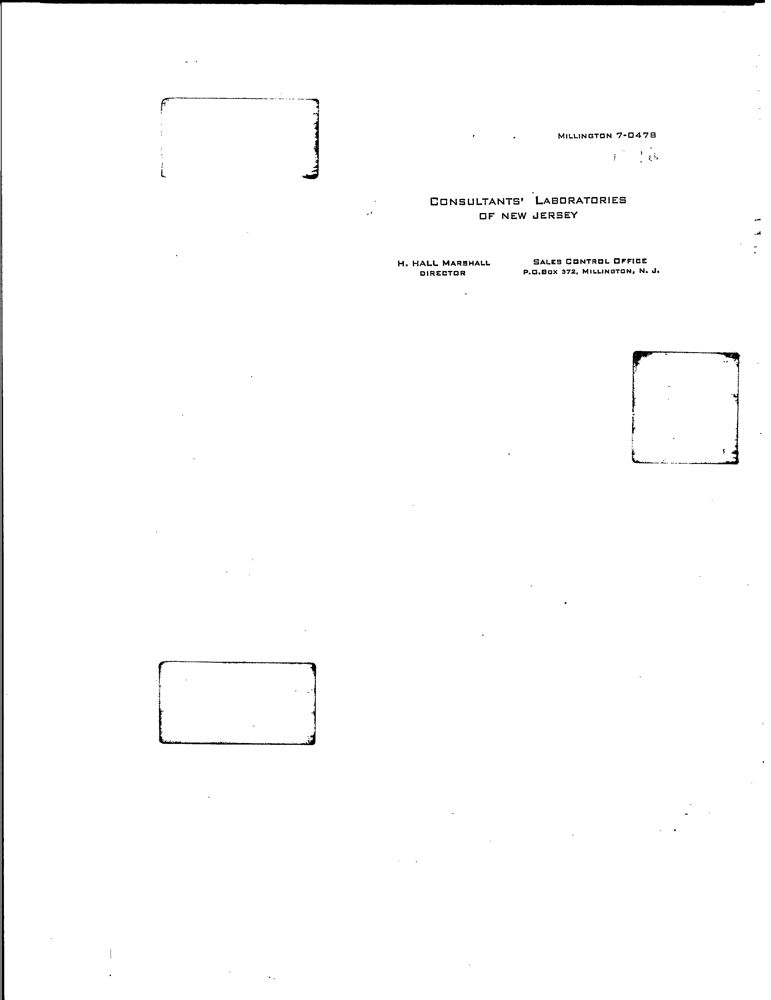 MILLINGTON 7-0478
CONSULTANTS' LABORATORIES
OF NEW JERSEY
H. HALL MARSHALL SALES CONTROL OFFICE
DIRECTOR P.O.BOX 372, MILLINGTON, N. J.